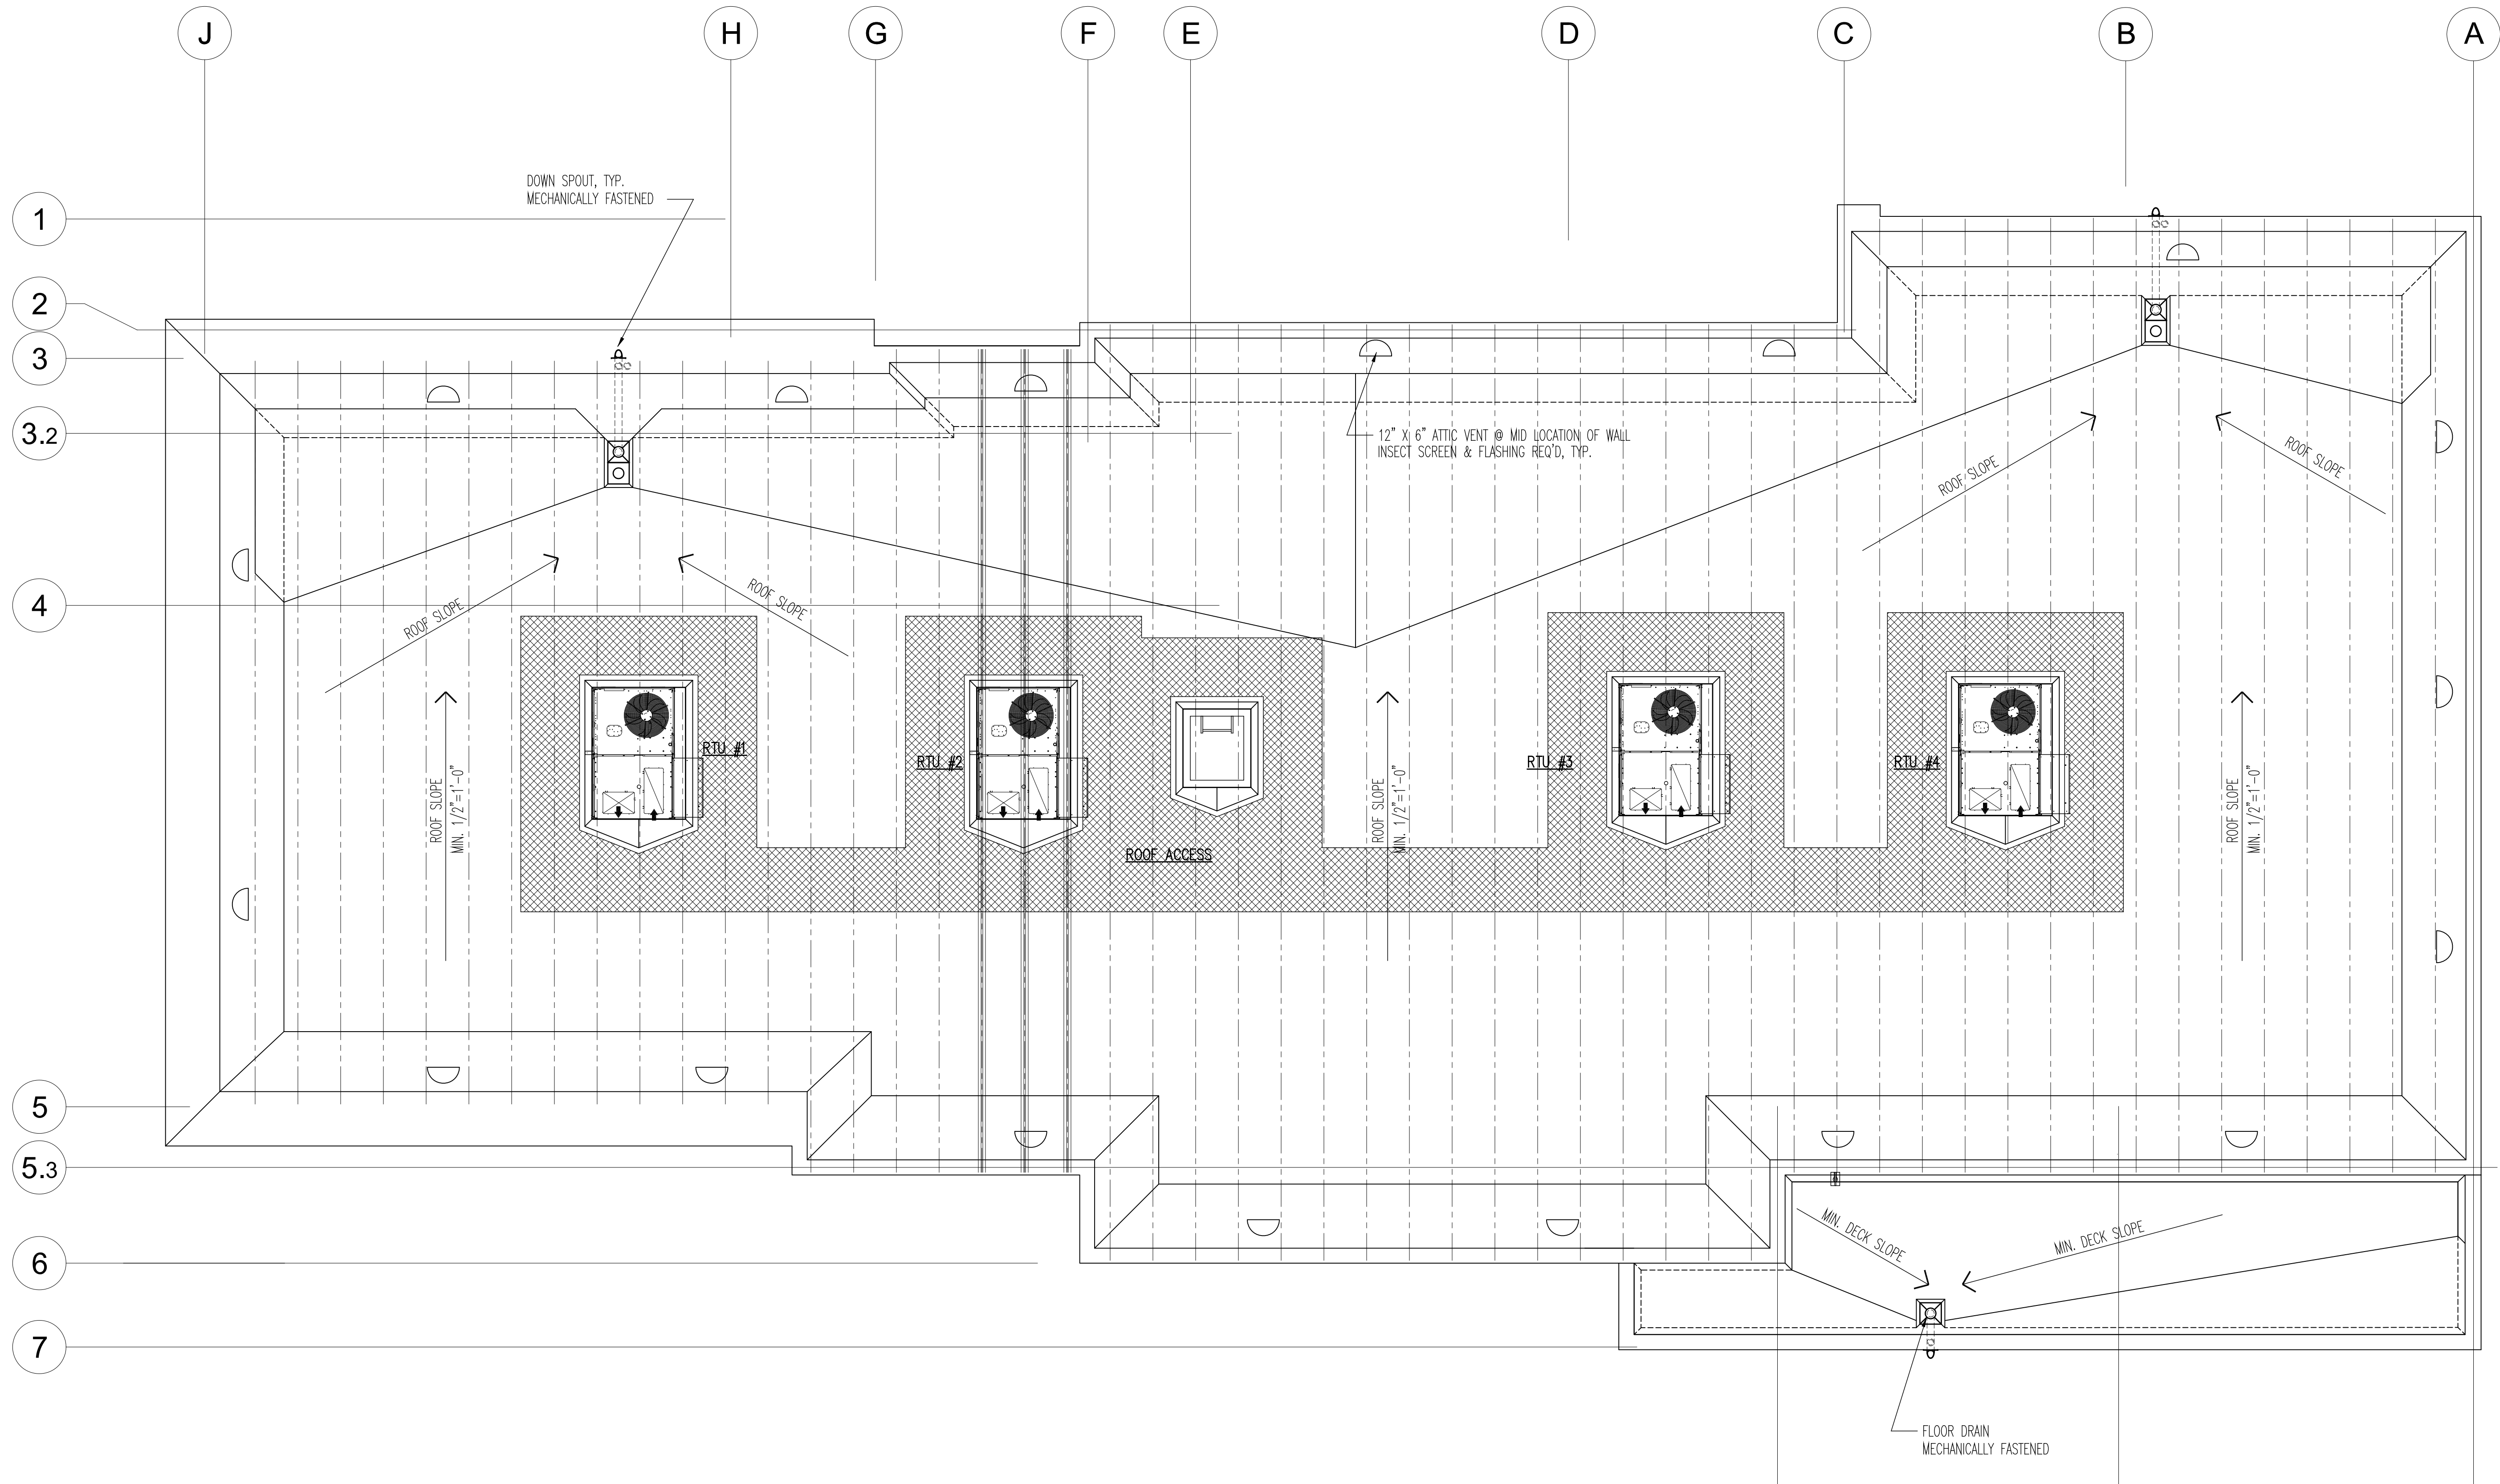 J
H
G
F
E
D
C
B
A
1
2
3
3.2
4
5
5.3
6
7
DOWN SPOUT, TYP.
MECHANICALLY FASTENED
12" X 6" ATTIC VENT @ MID LOCATION OF WALL
INSECT SCREEN & FLASHING REQ'D, TYP.
ROOF SLOPE
ROOF SLOPE
ROOF SLOPE
ROOF SLOPE
RTU #1
RTU #2
RTU #3
RTU #4
ROOF SLOPE
MIN. 1/2"=1'-0"
ROOF SLOPE
MIN. 1/2"=1'-0"
ROOF SLOPE
MIN. 1/2"=1'-0"
ROOF ACCESS
MIN. DECK SLOPE
MIN. DECK SLOPE
FLOOR DRAIN
MECHANICALLY FASTENED